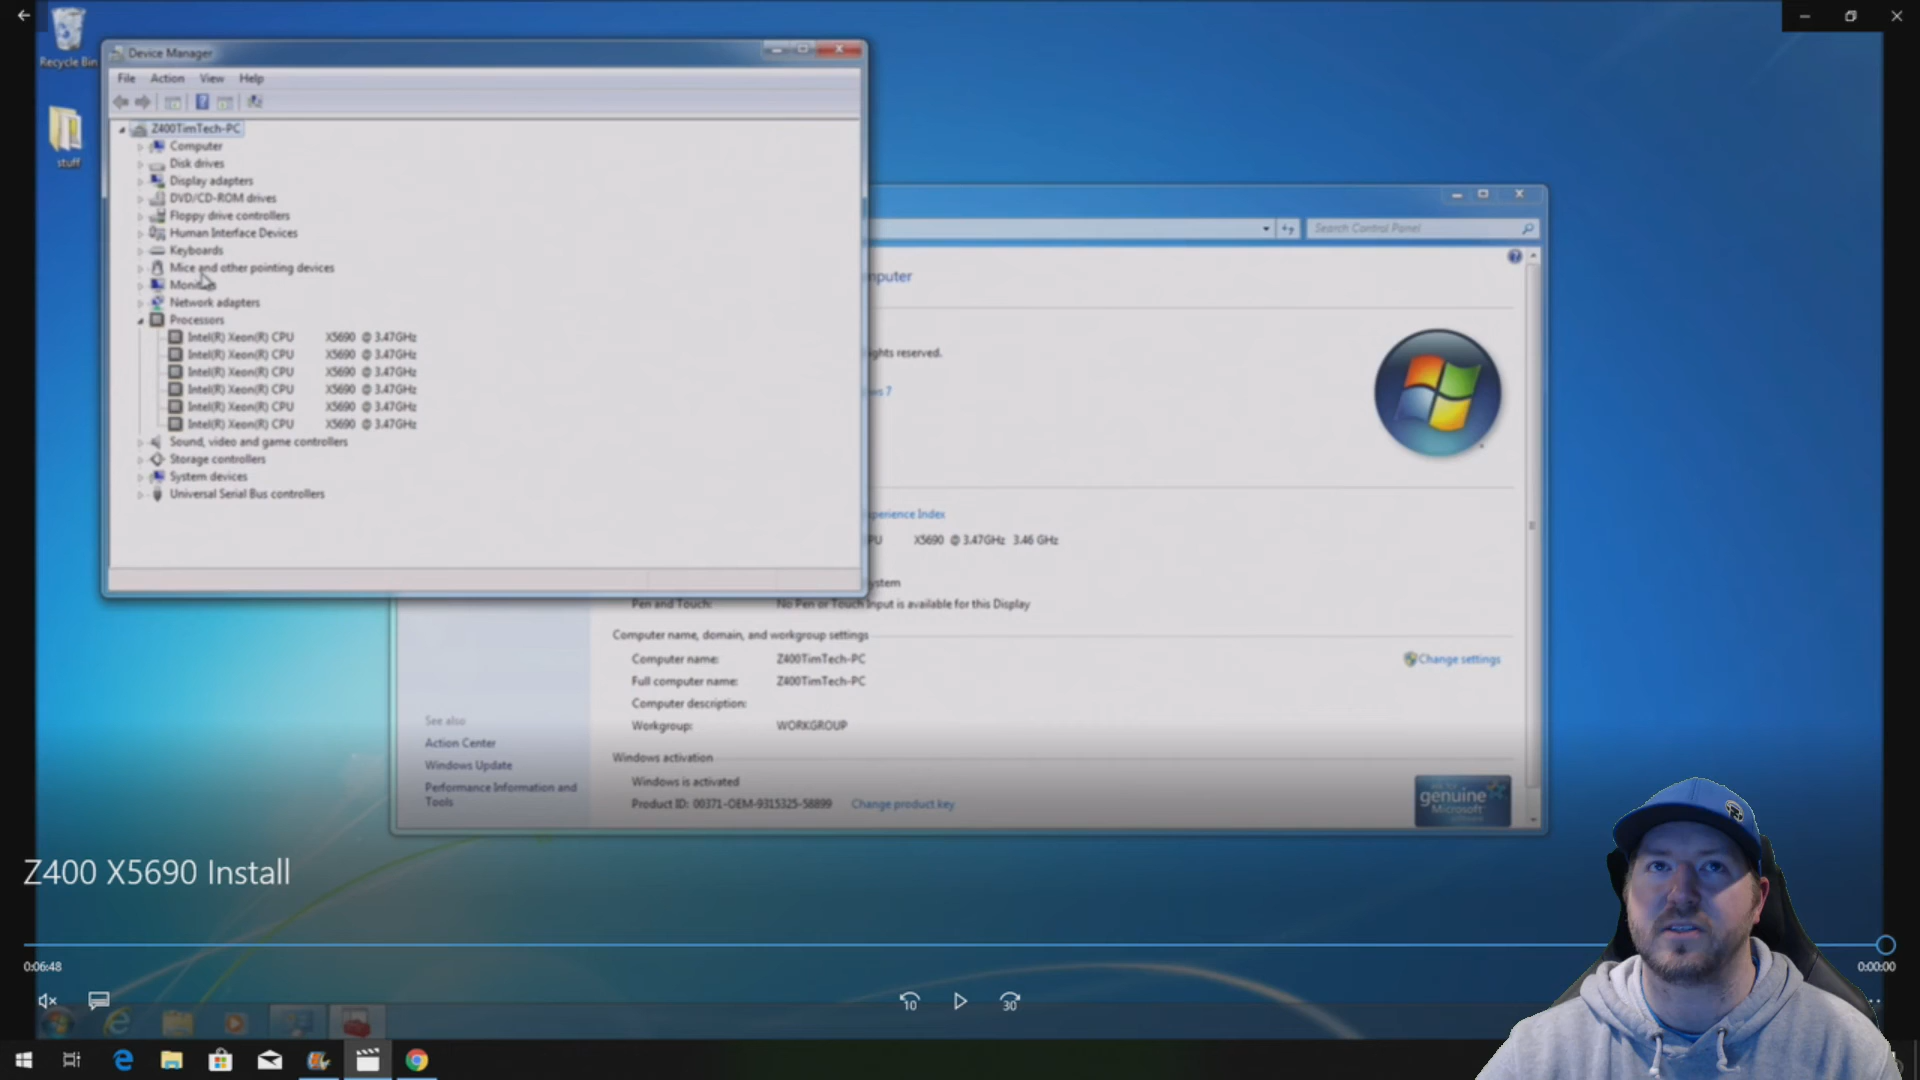 Recycle Bin
stuff
Device Manager
File Action View Help
Z400TimTech-PC
Computer
Disk drives
Display adapters
DVD/CD-ROM drives
Floppy drive controllers
Human Interface Devices
Keyboards
Mice and other pointing devices
Monitors
Network adapters
Processors
Intel(R) Xeon(R) CPU X5690 @ 3.47GHz
Intel(R) Xeon(R) CPU X5690 @ 3.47GHz
Intel(R) Xeon(R) CPU X5690 @ 3.47GHz
Intel(R) Xeon(R) CPU X5690 @ 3.47GHz
Intel(R) Xeon(R) CPU X5690 @ 3.47GHz
Intel(R) Xeon(R) CPU X5690 @ 3.47GHz
Sound, video and game controllers
Storage controllers
System devices
Universal Serial Bus controllers
Search Control Panel
mputer
ights reserved.
ws 7
perience Index
PU X5690 @ 3.47GHz 3.46 GHz
ystem
Pen and Touch: No Pen or Touch Input is available for this Display
Computer name, domain, and workgroup settings
Computer name: Z400TimTech-PC
Change settings
Full computer name: Z400TimTech-PC
Computer description:
Workgroup: WORKGROUP
Windows activation
Windows is activated
Product ID: 00371-OEM-9315325-58899 Change product key
See also
Action Center
Windows Update
Performance Information and
Tools
genuine
Microsoft
Z400 X5690 Install
0:06:48
0:00:00
10
30